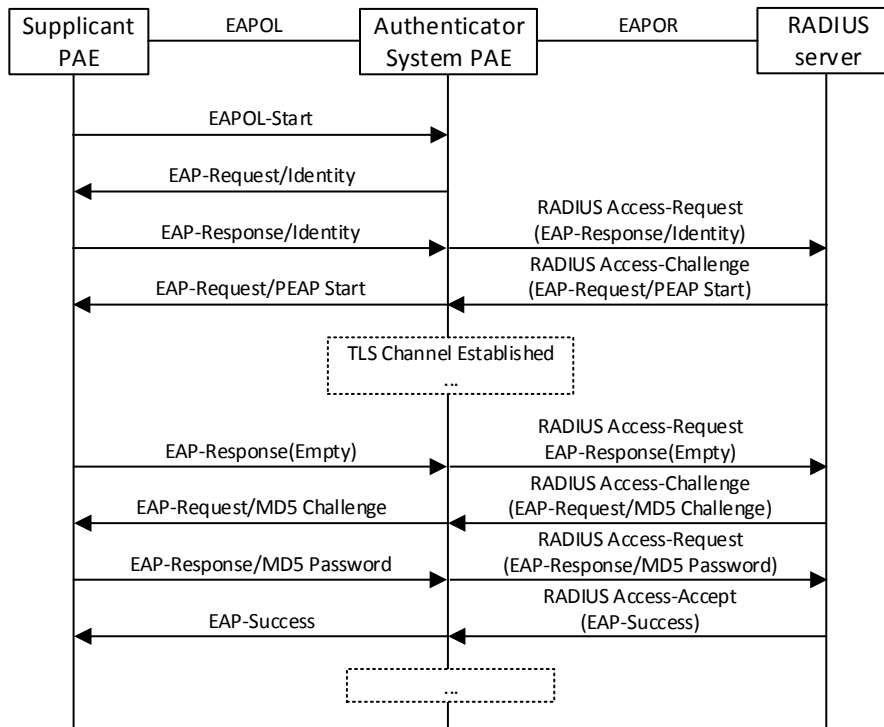 Supplicant
PAE
EAPOL
Authenticator
System PAE
EAPOR
RADIUS
server
EAPOL-Start
EAP-Request/Identity
EAP-Response/Identity
RADIUS Access-Request
(EAP-Response/Identity)
EAP-Request/PEAP Start
RADIUS Access-Challenge
(EAP-Request/PEAP Start)
TLS Channel Established
...
EAP-Response(Empty)
RADIUS Access-Request
EAP-Response(Empty)
EAP-Request/MD5 Challenge
RADIUS Access-Challenge
(EAP-Request/MD5 Challenge)
EAP-Response/MD5 Password
RADIUS Access-Request
(EAP-Response/MD5 Password)
EAP-Success
RADIUS Access-Accept
(EAP-Success)
...